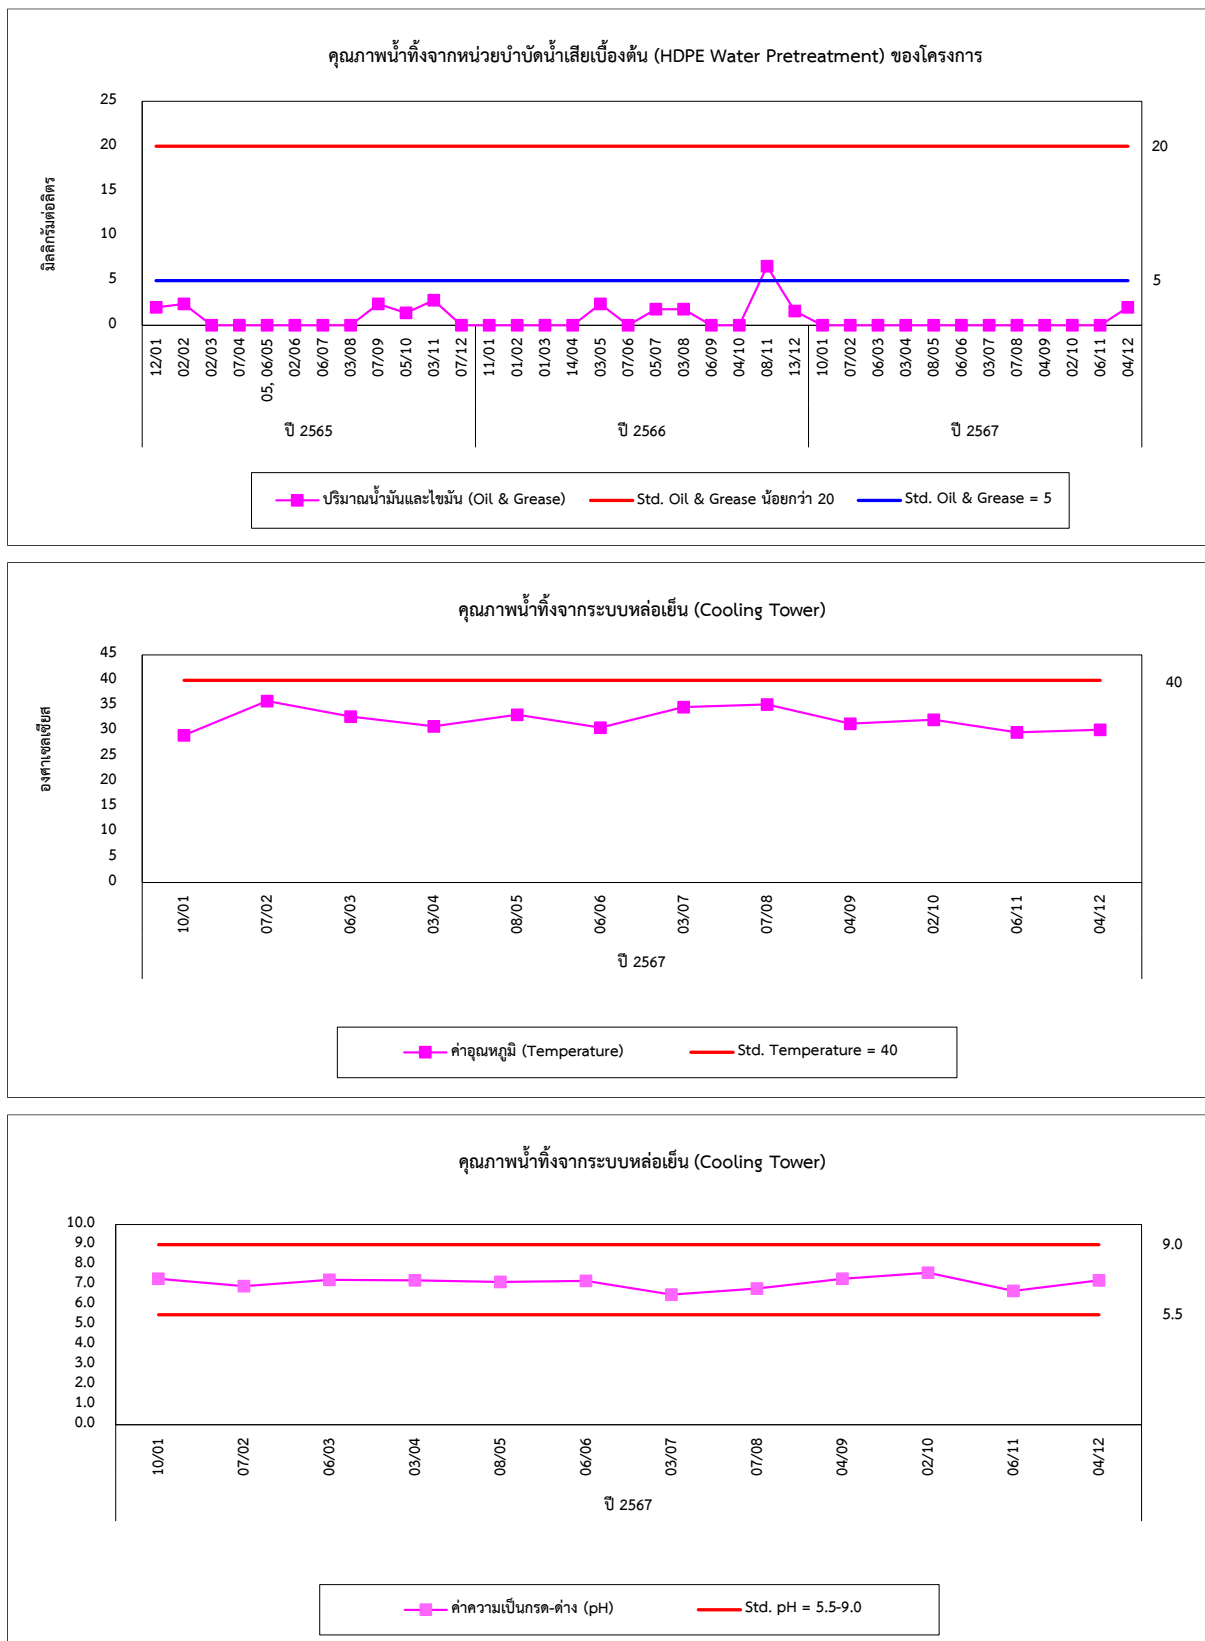 คุณภาพน้ำทิ้งจากหน่วยบำบัดน้ำเสียเบื้องต้น (HDPE Water Pretreatment) ของโครงการ
มิลลิกรัมต่อลิตร
25
20
15
10
5
0
20
5
12/01 02/02 02/03 07/04 05, 06/05 02/06 06/07 03/08 07/09 05/10 03/11 07/12 11/01 01/02 01/03 14/04 03/05 07/06 05/07 03/08 06/09 04/10 08/11 13/12 10/01 07/02 06/03 03/04 08/05 06/06 03/07 07/08 04/09 02/10 06/11 04/12
ปี 2565 ปี 2566 ปี 2567
ปริมาณน้ำมันและไขมัน (Oil & Grease) Std. Oil & Grease น้อยกว่า 20 Std. Oil & Grease = 5
คุณภาพน้ำทิ้งจากระบบหล่อเย็น (Cooling Tower)
องศาเซลเซียส
45
40
35
30
25
20
15
10
5
0
40
10/01 07/02 06/03 03/04 08/05 06/06 03/07 07/08 04/09 02/10 06/11 04/12
ปี 2567
ค่าอุณหภูมิ (Temperature) Std. Temperature = 40
คุณภาพน้ำทิ้งจากระบบหล่อเย็น (Cooling Tower)
10.0
9.0
8.0
7.0
6.0
5.0
4.0
3.0
2.0
1.0
0.0
9.0
5.5
10/01 07/02 06/03 03/04 08/05 06/06 03/07 07/08 04/09 02/10 06/11 04/12
ปี 2567
ค่าความเป็นกรด-ด่าง (pH) Std. pH = 5.5-9.0